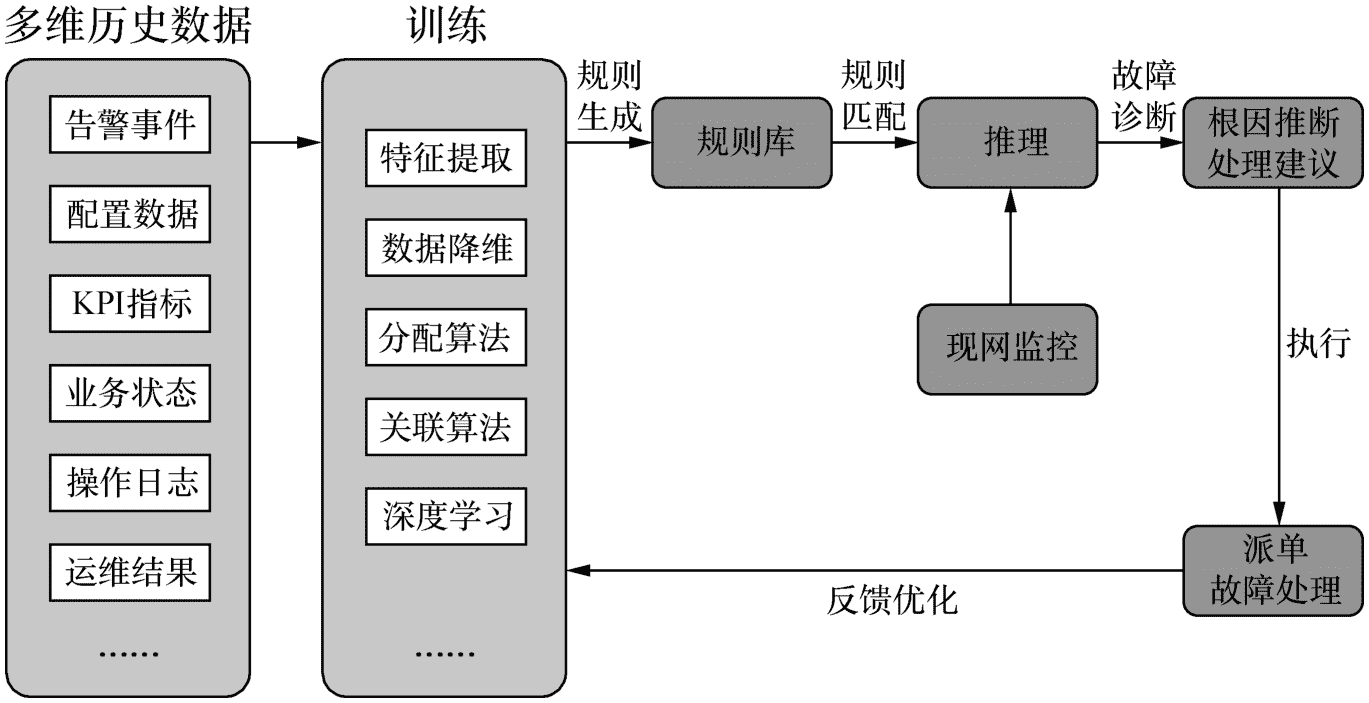 多维历史数据
告警事件
配置数据
KPI指标
业务状态
操作日志
运维结果
……
训练
特征提取
数据降维
分配算法
关联算法
深度学习
……
规则
生成
规则库
规则
匹配
推理
现网监控
故障
诊断
根因推断
处理建议
执行
派单
故障处理
反馈优化